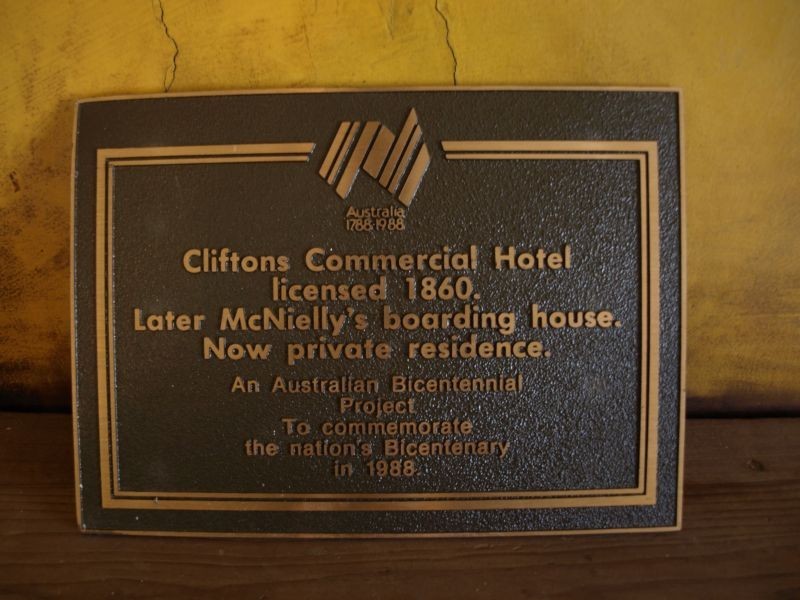 Australia
1788-1988
Cliftons Commercial Hotel
licensed 1860.
Later McNielly's boarding house.
Now private residence.
An Australian Bicentennial
Project
To commemorate
the nation's Bicentenary
in 1988.